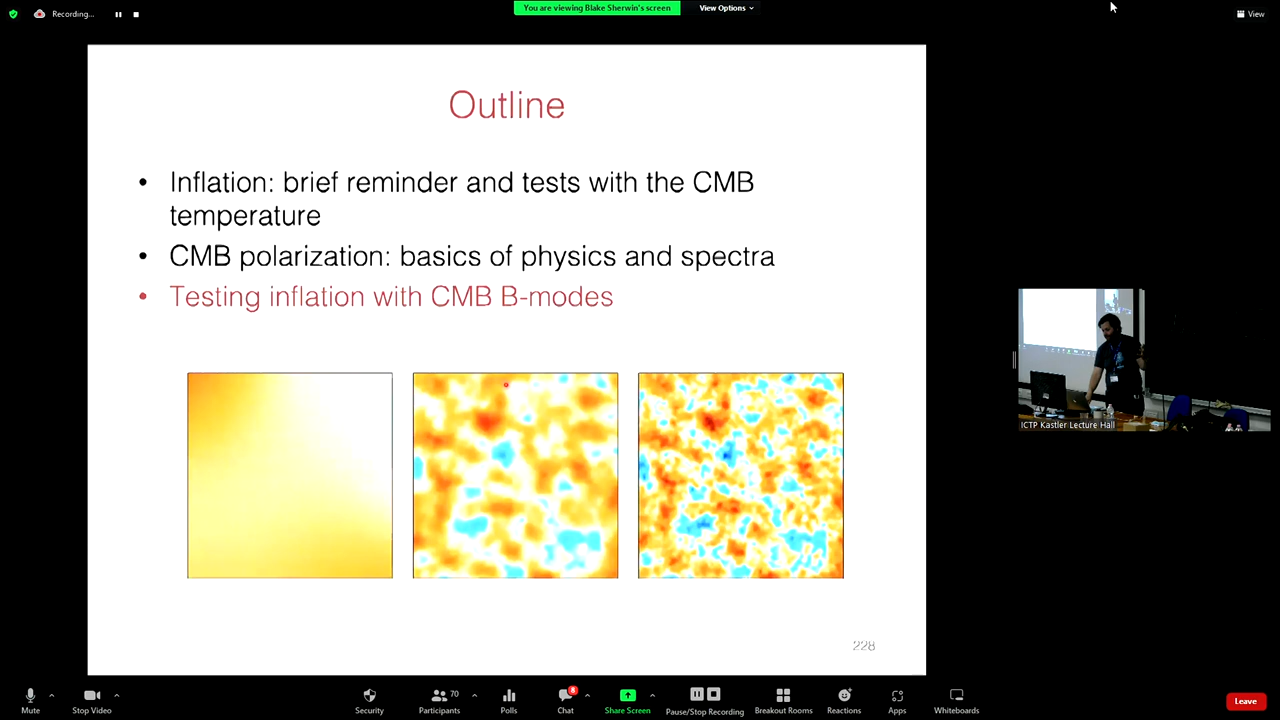 Recording...
You are viewing Blake Sherwin's screen
View Options
View
Outline
• Inflation: brief reminder and tests with the CMB
temperature
• CMB polarization: basics of physics and spectra
• Testing inflation with CMB B-modes
ICTP Kastler Lecture Hall
228
Mute
Stop Video
Security
Participants
70
Polls
Chat
8
Share Screen
Pause/Stop Recording
Breakout Rooms
Reactions
Apps
Whiteboards
Leave